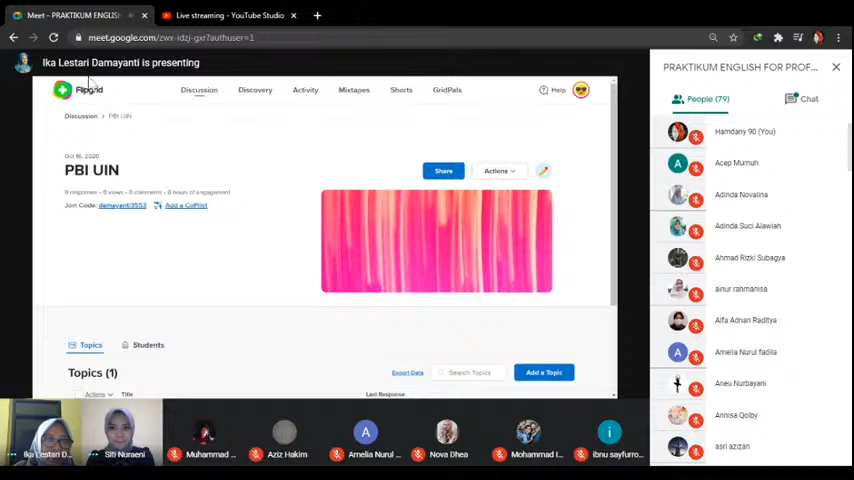 Meet - PRAKTIKUM ENGLISH
Live streaming - YouTube Studio
meet.google.com/zwx-idzj-gxr?authuser=1
Ika Lestari Damayanti is presenting
PRAKTIKUM ENGLISH FOR PROF...
People (79)
Chat
Flipgrid
Discussion
Discovery
Activity
Mixtapes
Shorts
GridPals
Help
Discussion > PBI UIN
Oct 16, 2020
PBI UIN
Share
Actions
0 responses • 0 views • 0 comments • 0 hours of engagement
Join Code: damayanti3553
Add a CoPilot
Topics
Students
Topics (1)
Export Data
Search Topics
Add a Topic
Actions
Title
Last Response
Hamdany 90 (You)
Acep Mumuh
Adinda Novalina
Adinda Suci Alawiah
Ahmad Rizki Subagya
ainur rahmanisa
Alfa Adnan Raditya
Amelia Nurul fadila
Aneu Nurbayani
Annisa Qolby
asri azizan
Ika Lestari D...
Siti Nuraeni
Muhammad ...
Aziz Hakim
Amelia Nurul ...
Nova Dhea
Mohammad I...
ibnu sayfurro...